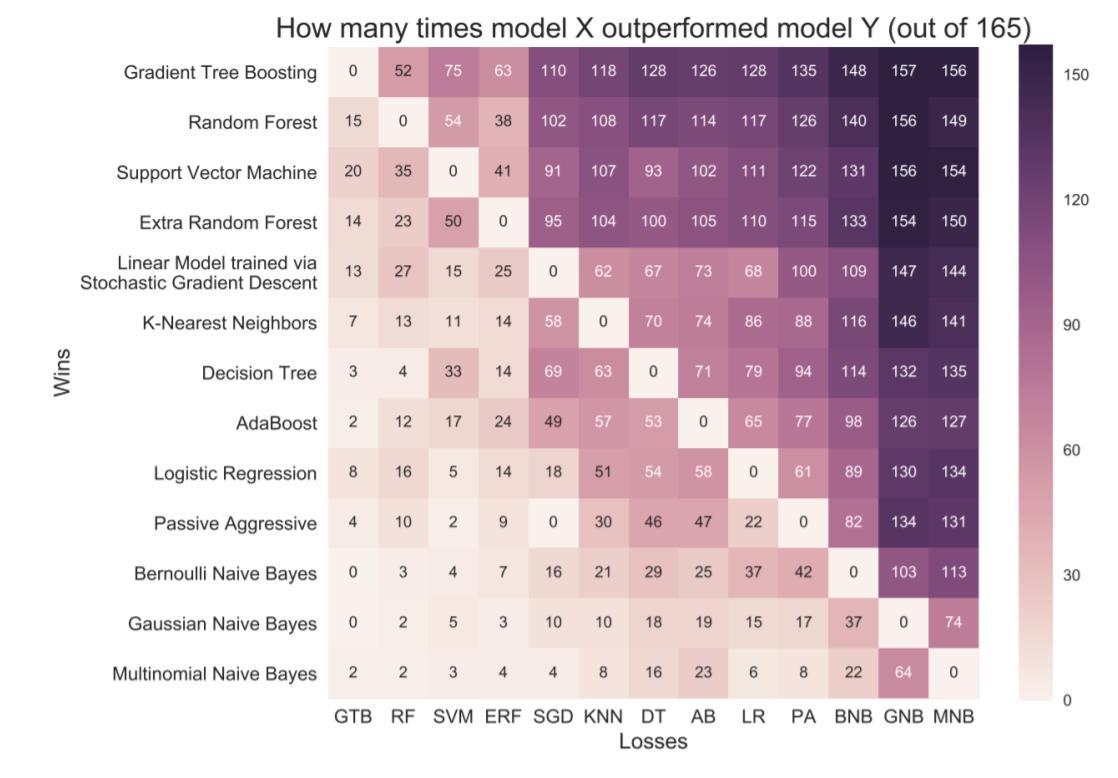 How many times model X outperformed model Y (out of 165)
Gradient Tree Boosting 0 52 75 63 110 118 128 126 128 135 148 157 156
Random Forest 15 0 54 38 102 108 117 114 117 126 140 156 149
Support Vector Machine 20 35 0 41 91 107 93 102 111 122 131 156 154
Extra Random Forest 14 23 50 0 95 104 100 105 110 115 133 154 150
Linear Model trained via
Stochastic Gradient Descent 13 27 15 25 0 62 67 73 68 100 109 147 144
K-Nearest Neighbors 7 13 11 14 58 0 70 74 86 88 116 146 141
Decision Tree 3 4 33 14 69 63 0 71 79 94 114 132 135
AdaBoost 2 12 17 24 49 57 53 0 65 77 98 126 127
Logistic Regression 8 16 5 14 18 51 54 58 0 61 89 130 134
Passive Aggressive 4 10 2 9 0 30 46 47 22 0 82 134 131
Bernoulli Naive Bayes 0 3 4 7 16 21 29 25 37 42 0 103 113
Gaussian Naive Bayes 0 2 5 3 10 10 18 19 15 17 37 0 74
Multinomial Naive Bayes 2 2 3 4 4 8 16 23 6 8 22 64 0
GTB RF SVM ERF SGD KNN DT AB LR PA BNB GNB MNB
Losses
Wins
150
120
90
60
30
0